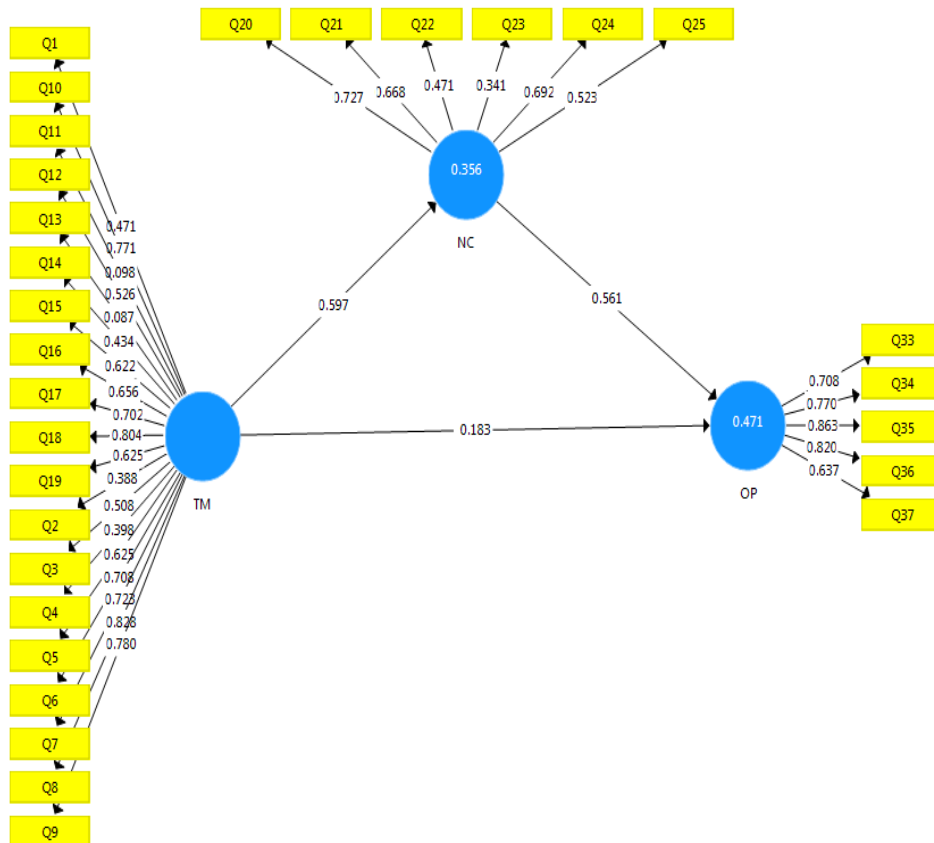 Q20
Q21
Q22
Q23
Q24
Q25
Q1
Q10
Q11
Q12
Q13
Q14
Q15
Q16
Q17
Q18
Q19
Q2
Q3
Q4
Q5
Q6
Q7
Q8
Q9
0.727
0.668
0.471
0.341
0.692
0.523
0.356
NC
0.471
0.771
0.098
0.526
0.087
0.434
0.622
0.656
0.702
0.804
0.625
0.388
0.508
0.398
0.625
0.708
0.723
0.828
0.780
TM
0.597
0.561
0.183
0.471
OP
0.708
0.770
0.863
0.820
0.637
Q33
Q34
Q35
Q36
Q37